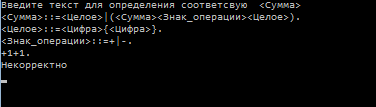 Введите текст для определения соответсвую  <Сумма>
<Сумма>::=<Целое>|(<Сумма><Знак_операции><Целое>).
<Целое>::=<Цифра>{<Цифра>}.
<Знак_операции>::=+|-.
+1+1.
Некорректно